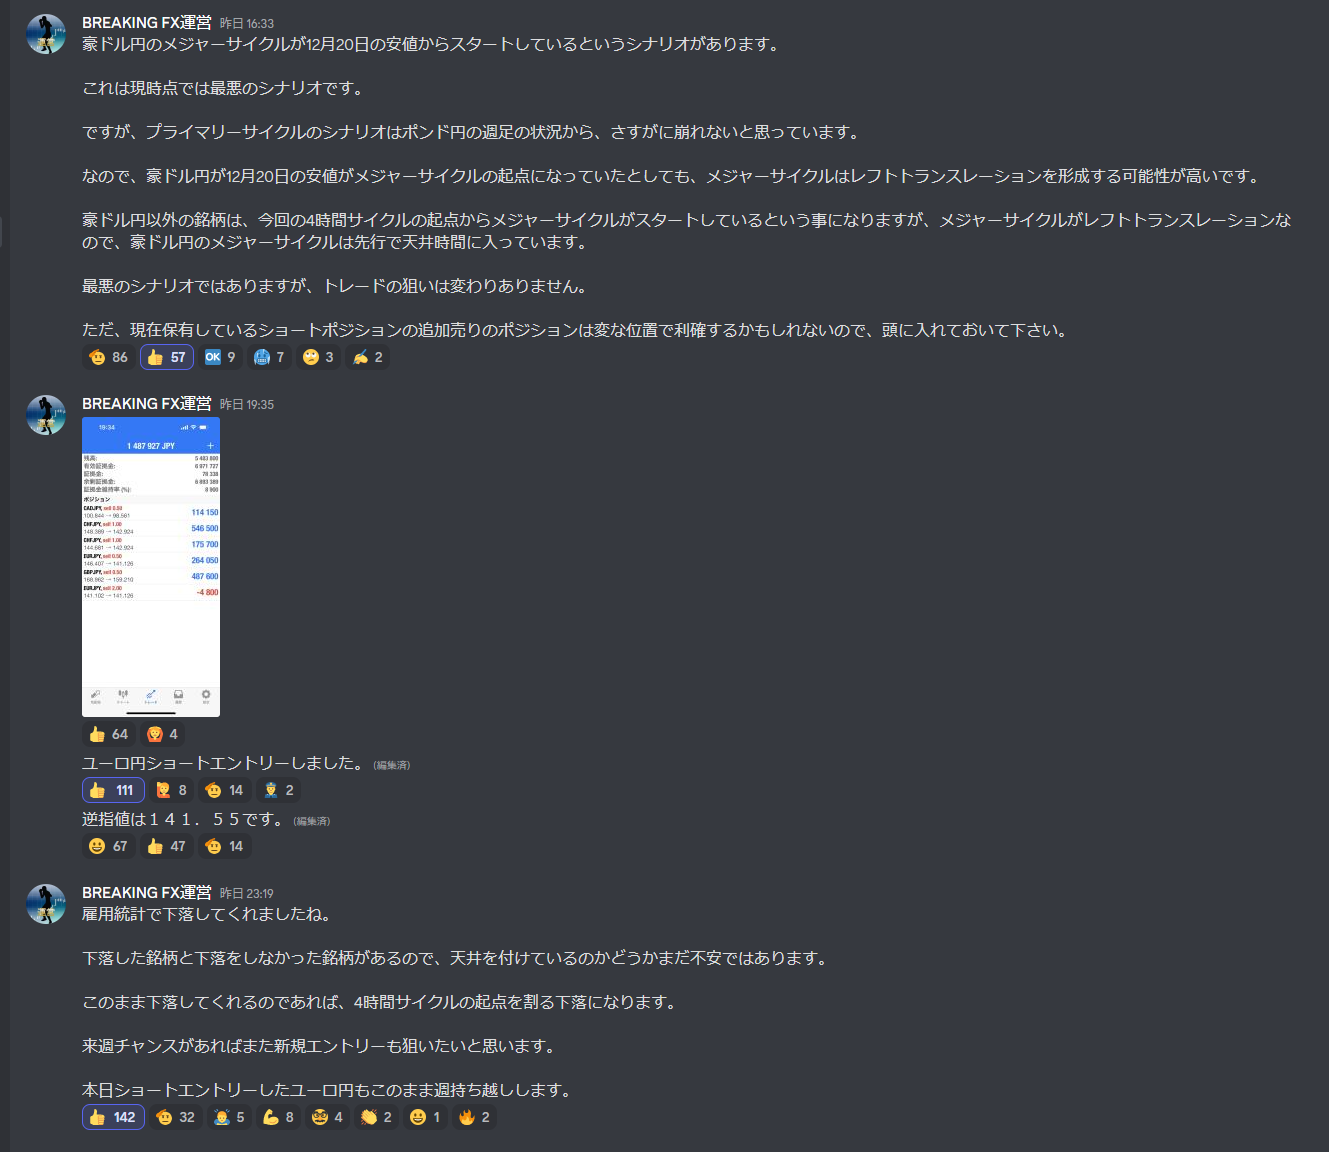 BREAKING FX運営 昨日 16:33
豪ドル円のメジャーサイクルが12月20日の安値からスタートしているというシナリオがあります。
これは現時点では最悪のシナリオです。
ですが、プライマリーサイクルのシナリオはポンド円の週足の状況から、さすがに崩れないと思っています。
なので、豪ドル円が12月20日の安値がメジャーサイクルの起点になっていたとしても、メジャーサイクルはレフトトランスレーションを形成する可能性が高いです。
豪ドル円以外の銘柄は、今回の4時間サイクルの起点からメジャーサイクルがスタートしているという事になりますが、メジャーサイクルがレフトトランスレーションな
ので、豪ドル円のメジャーサイクルは先行で天井時間に入っています。
最悪のシナリオではありますが、トレードの狙いは変わりありません。
ただ、現在保有しているショートポジションの追加売りのポジションは変な位置で利確するかもしれないので、頭に入れておいて下さい。
86 57 OK 9 7 3 2
BREAKING FX運営 昨日 19:35
19:34
1 487 927 JPY +
残高: 5 483 800
有効証拠金: 6 971 727
証拠金: 78 338
余剰証拠金: 6 893 389
証拠金維持率 (%): 8 900
ポジション
CADJPY, sell 114 150
100.844 → 98.561
CHFJPY, sell 1.00 546 500
148.389 → 142.924
CHFJPY, sell 1.00 175 700
144.681 → 142.924
EURJPY, sell 0.50 264 050
146.407 → 141.126
GBPJPY, sell 0.50 487 600
168.962 → 159.210
EURJPY, sell 2.00 -4 800
141.102 → 141.126
チャート トレード
64 4
ユーロ円ショートエントリーしました。 (編集済)
111 8 14 2
逆指値は１４１．５５です。 (編集済)
67 47 14
BREAKING FX運営 昨日 23:19
雇用統計で下落してくれましたね。
下落した銘柄と下落をしなかった銘柄があるので、天井を付けているのかどうかまだ不安ではあります。
このまま下落してくれるのであれば、4時間サイクルの起点を割る下落になります。
来週チャンスがあればまた新規エントリーも狙いたいと思います。
本日ショートエントリーしたユーロ円もこのまま週持ち越しします。
142 32 5 8 4 2 1 2